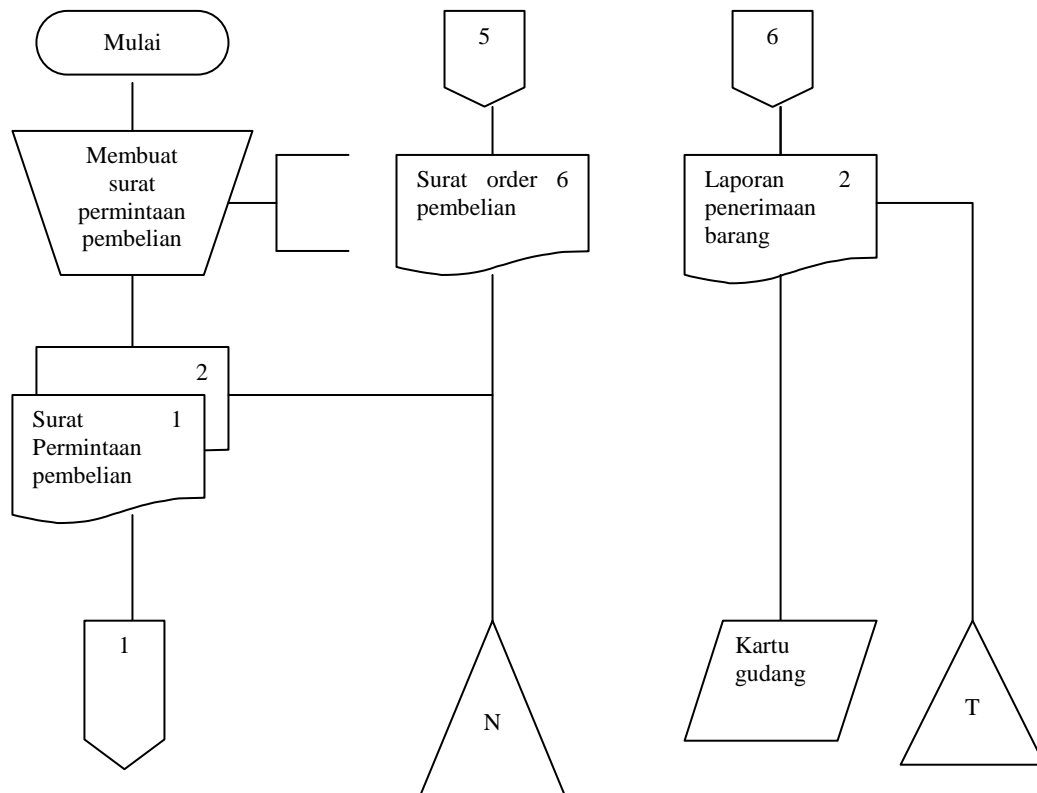 Mulai
Membuat
surat
permintaan
pembelian
2
Surat 1
Permintaan
pembelian
1
5
Surat order 6
pembelian
N
6
Laporan 2
penerimaan
barang
Kartu
gudang
T